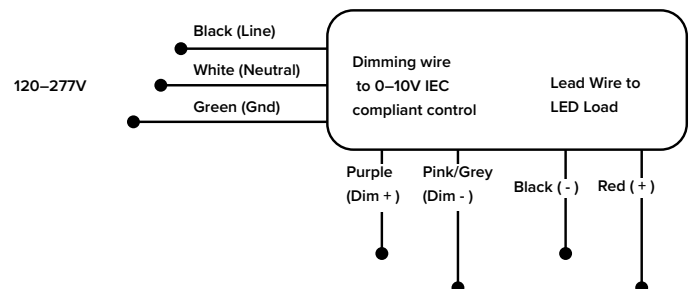 Black (Line)
120–277V
White (Neutral)
Green (Gnd)
Dimming wire
to 0–10V IEC
compliant control
Lead Wire to
LED Load
Purple
(Dim + )
Pink/Grey
(Dim - )
Black ( - )
Red ( + )